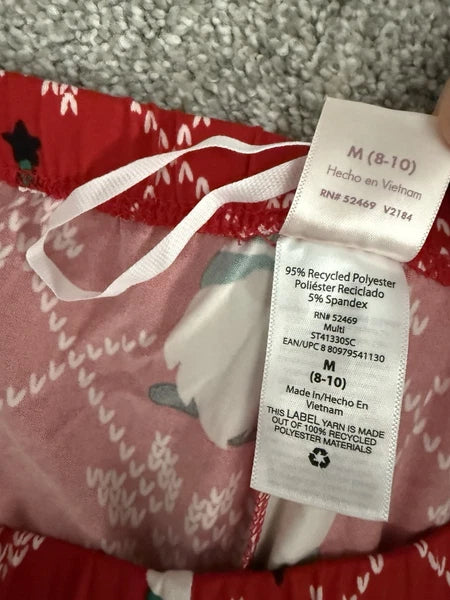 M (8-10)
Hecho en Vietnam
RN# 52469 V2184
95% Recycled Polyester
Poliéster Reciclado
5% Spandex
RN# 52469
Multi
ST41330SC
EAN/UPC 8 80979541130
M
(8-10)
Made In/Hecho En
Vietnam
THIS LABEL YARN IS MADE
OUT OF 100% RECYCLED
POLYESTER MATERIALS